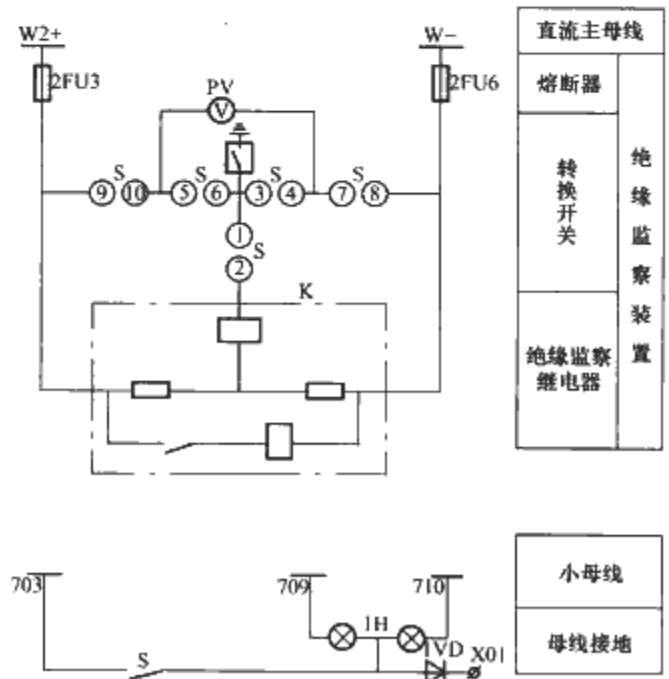 W2+
W-
直流主母线
2FU3
PV
2FU6
熔断器
V
S
S
S
S
9 10 5 6 3 4 7 8
转换开关
绝缘监察装置
1
S
2
K
绝缘监察
继电器
703
709
710
小母线
1H
母线接地
S
1VD
X01